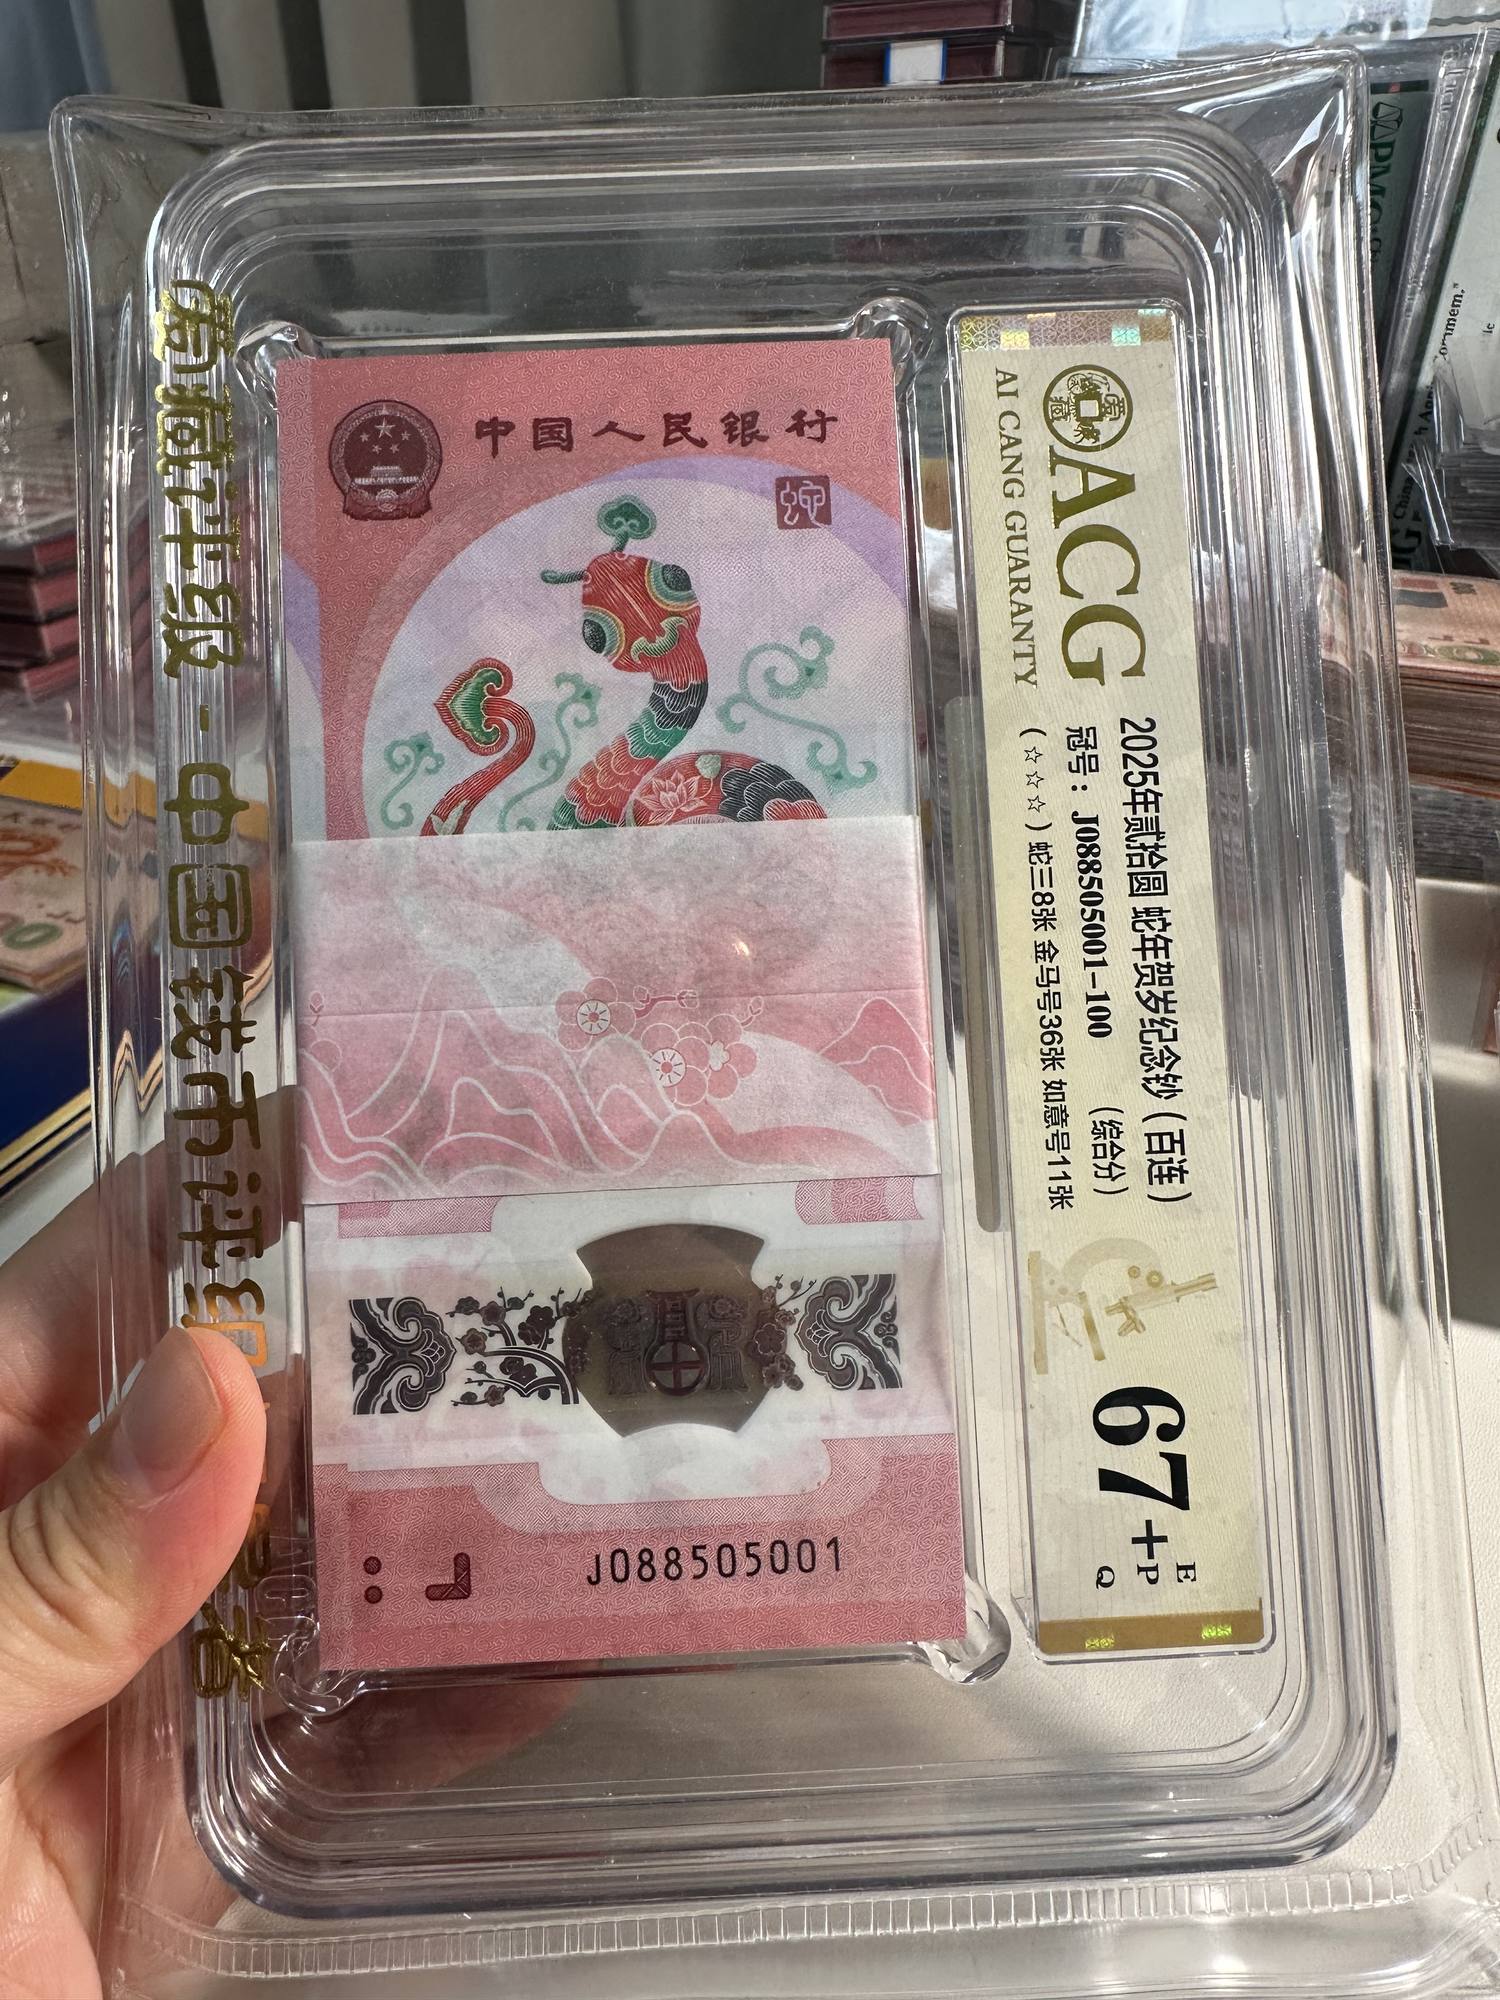 中国人民银行
蛇
J088505001
ACG
AI CANG GUARANTY
2025年贰拾圆 蛇年贺岁纪念钞(百连)
冠号:J088505001-100 (综合分)
(☆☆☆)蛇三8张 金马号36张 如意号11张
67+
E
P
Q
爱藏评级-中国钱币评级
PMG
Commem."